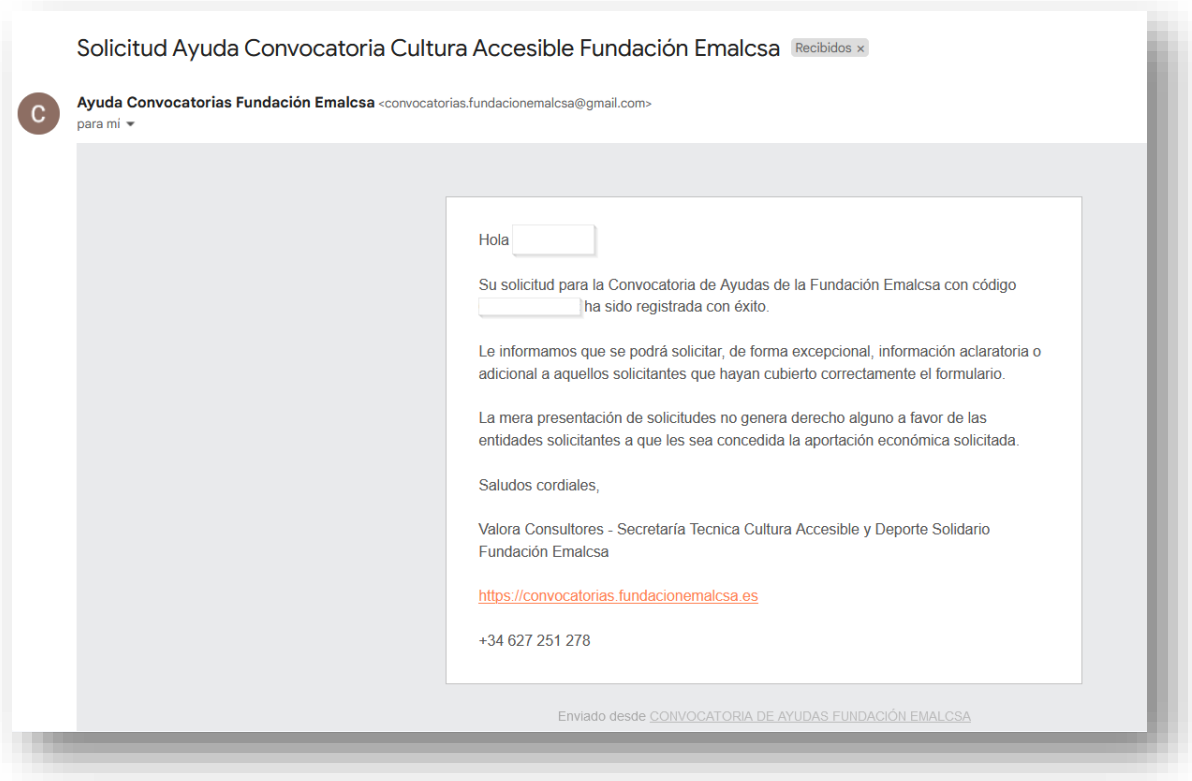 Solicitud Ayuda Convocatoria Cultura Accesible Fundación Emalcsa Recibidos ×
C
Ayuda Convocatorias Fundación Emalcsa <convocatorias.fundacionemalcsa@gmail.com>
para mí
Hola
Su solicitud para la Convocatoria de Ayudas de la Fundación Emalcsa con código
ha sido registrada con éxito.
Le informamos que se podrá solicitar, de forma excepcional, información aclaratoria o
adicional a aquellos solicitantes que hayan cubierto correctamente el formulario.
La mera presentación de solicitudes no genera derecho alguno a favor de las
entidades solicitantes a que les sea concedida la aportación económica solicitada.
Saludos cordiales,
Valora Consultores - Secretaría Tecnica Cultura Accesible y Deporte Solidario
Fundación Emalcsa
https://convocatorias.fundacionemalcsa.es
+34 627 251 278
Enviado desde CONVOCATORIA DE AYUDAS FUNDACIÓN EMALCSA